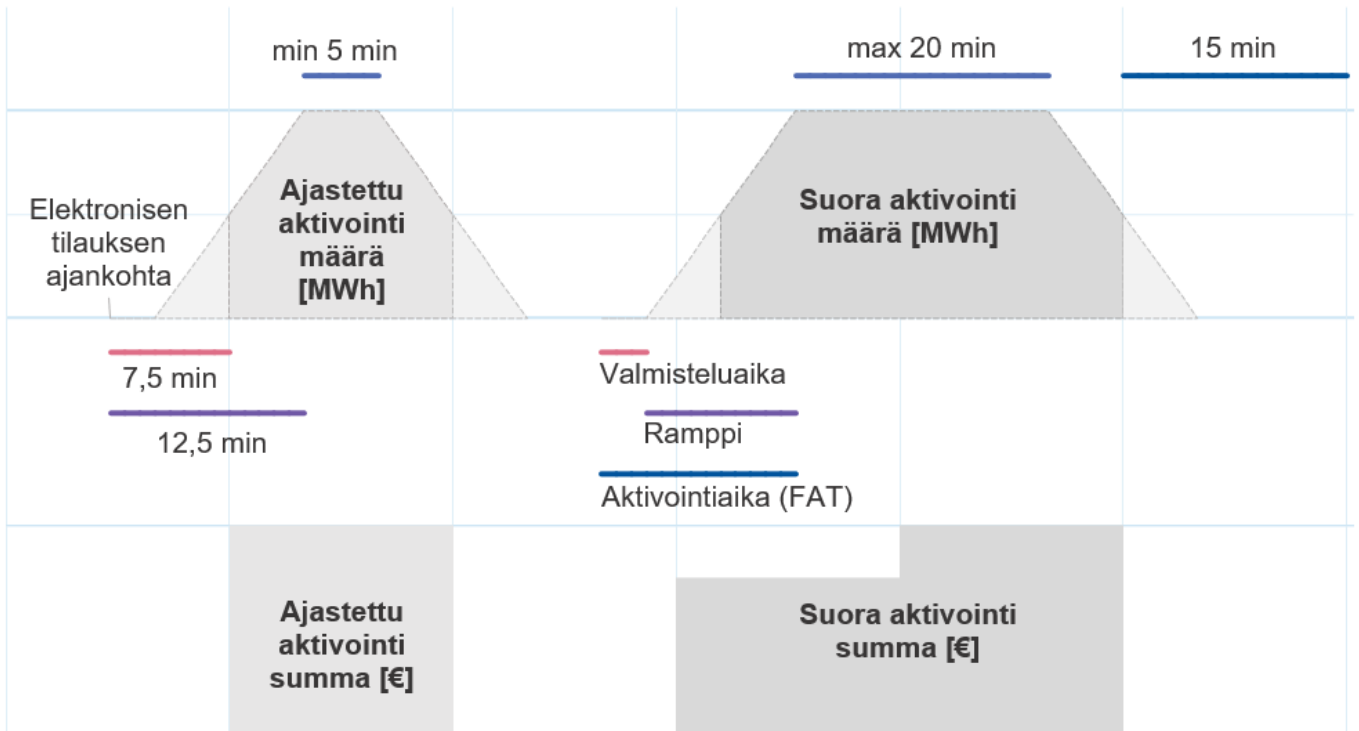 min 5 min
max 20 min
15 min
Elektronisen
tilauksen
ajankohta
Ajastettu
aktivointi
määrä
[MWh]
Suora aktivointi
määrä [MWh]
7,5 min
12,5 min
Valmisteluaika
Ramppi
Aktivointiaika (FAT)
Ajastettu
aktivointi
summa [€]
Suora aktivointi
summa [€]